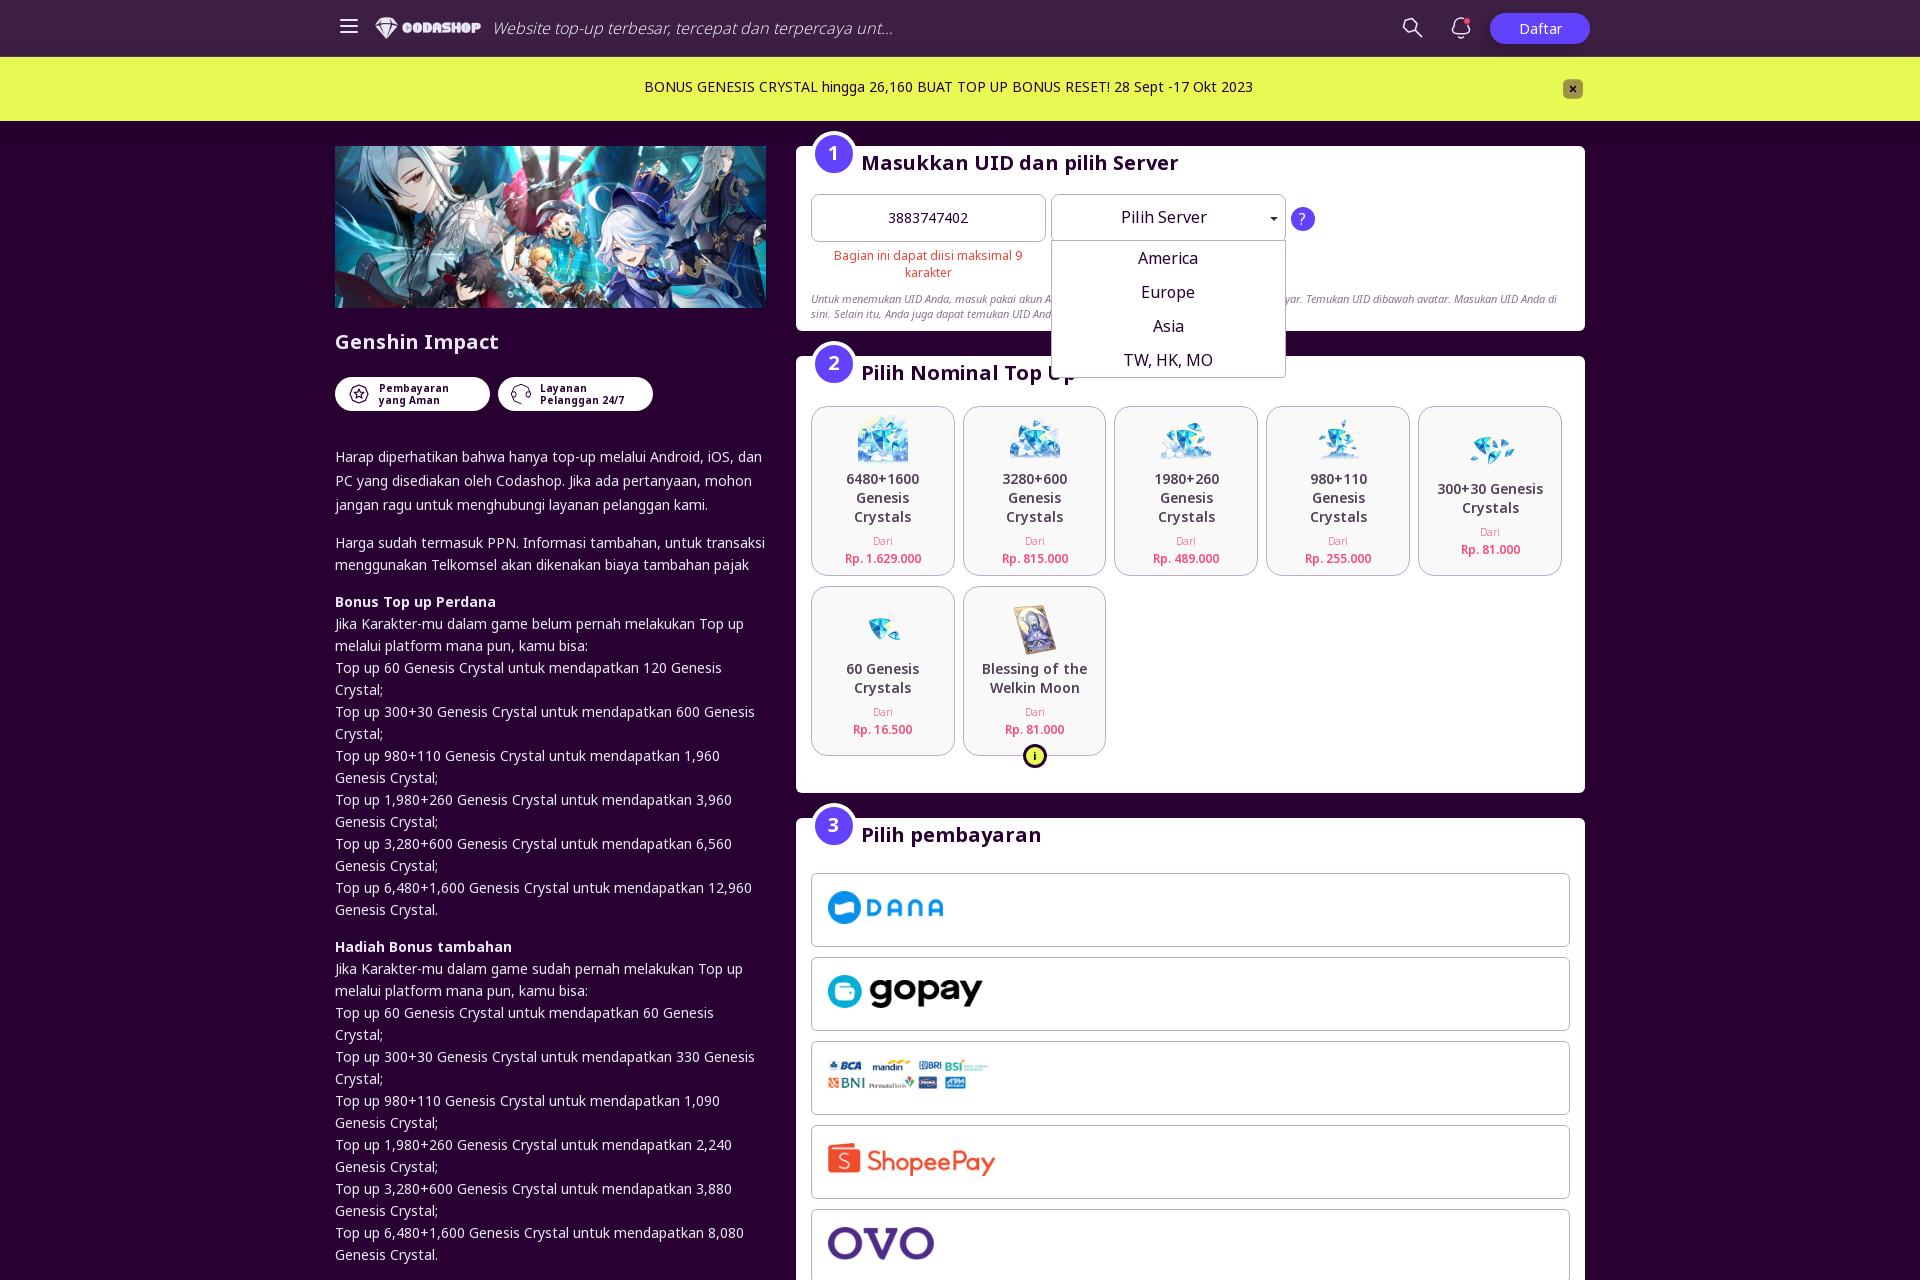 CODASHOP
Website top-up terbesar, tercepat dan terpercaya unt...
Daftar
BONUS GENESIS CRYSTAL hingga 26,160 BUAT TOP UP BONUS RESET! 28 Sept -17 Okt 2023
Genshin Impact
Pembayaran
yang Aman
Layanan
Pelanggan 24/7
Harap diperhatikan bahwa hanya top-up melalui Android, iOS, dan
PC yang disediakan oleh Codashop. Jika ada pertanyaan, mohon
jangan ragu untuk menghubungi layanan pelanggan kami.
Harga sudah termasuk PPN. Informasi tambahan, untuk transaksi
menggunakan Telkomsel akan dikenakan biaya tambahan pajak
Bonus Top up Perdana
Jika Karakter-mu dalam game belum pernah melakukan Top up
melalui platform mana pun, kamu bisa:
Top up 60 Genesis Crystal untuk mendapatkan 120 Genesis
Crystal;
Top up 300+30 Genesis Crystal untuk mendapatkan 600 Genesis
Crystal;
Top up 980+110 Genesis Crystal untuk mendapatkan 1,960
Genesis Crystal;
Top up 1,980+260 Genesis Crystal untuk mendapatkan 3,960
Genesis Crystal;
Top up 3,280+600 Genesis Crystal untuk mendapatkan 6,560
Genesis Crystal;
Top up 6,480+1,600 Genesis Crystal untuk mendapatkan 12,960
Genesis Crystal.
Hadiah Bonus tambahan
Jika Karakter-mu dalam game sudah pernah melakukan Top up
melalui platform mana pun, kamu bisa:
Top up 60 Genesis Crystal untuk mendapatkan 60 Genesis
Crystal;
Top up 300+30 Genesis Crystal untuk mendapatkan 330 Genesis
Crystal;
Top up 980+110 Genesis Crystal untuk mendapatkan 1,090
Genesis Crystal;
Top up 1,980+260 Genesis Crystal untuk mendapatkan 2,240
Genesis Crystal;
Top up 3,280+600 Genesis Crystal untuk mendapatkan 3,880
Genesis Crystal;
Top up 6,480+1,600 Genesis Crystal untuk mendapatkan 8,080
Genesis Crystal.
1
Masukkan UID dan pilih Server
3883747402
Pilih Server
?
Bagian ini dapat diisi maksimal 9
karakter
America
Europe
Asia
TW, HK, MO
Untuk menemukan UID Anda, masuk pakai akun
yar. Temukan UID dibawah avatar. Masukan UID Anda di
sini. Selain itu, Anda juga dapat temukan UID
2
Pilih Nominal Top Up
6480+1600
Genesis
Crystals
Dari
Rp. 1.629.000
3280+600
Genesis
Crystals
Dari
Rp. 815.000
1980+260
Genesis
Crystals
Dari
Rp. 489.000
980+110
Genesis
Crystals
Dari
Rp. 255.000
300+30 Genesis
Crystals
Dari
Rp. 81.000
60 Genesis
Crystals
Dari
Rp. 16.500
Blessing of the
Welkin Moon
Dari
Rp. 81.000
i
3
Pilih pembayaran
DANA
gopay
BCA mandiri BRI BSI
BNI PermataBank
ShopeePay
OVO